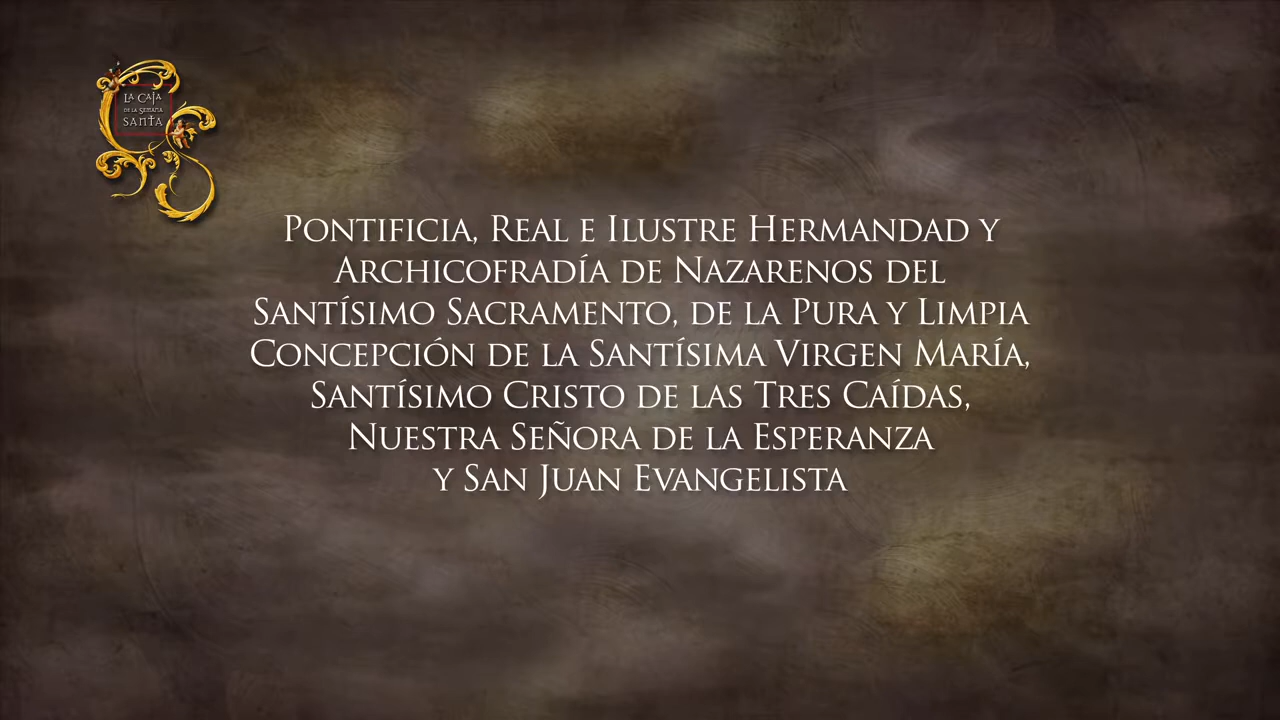 LA CAJA
DE LA SEMANA
SANTA
PONTIFICIA, REAL E ILUSTRE HERMANDAD Y
ARCHICOFRADÍA DE NAZARENOS DEL
SANTÍSIMO SACRAMENTO, DE LA PURA Y LIMPIA
CONCEPCIÓN DE LA SANTÍSIMA VIRGEN MARÍA,
SANTÍSIMO CRISTO DE LAS TRES CAÍDAS,
NUESTRA SEÑORA DE LA ESPERANZA
Y SAN JUAN EVANGELISTA